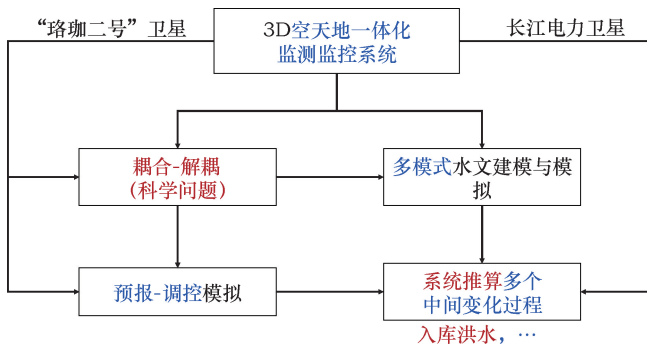 “珞珈二号”卫星
3D空天地一体化
监测监控系统
长江电力卫星
耦合-解耦
(科学问题)
多模式水文建模与模
拟
预报-调控模拟
系统推算多个
中间变化过程
入库洪水，…